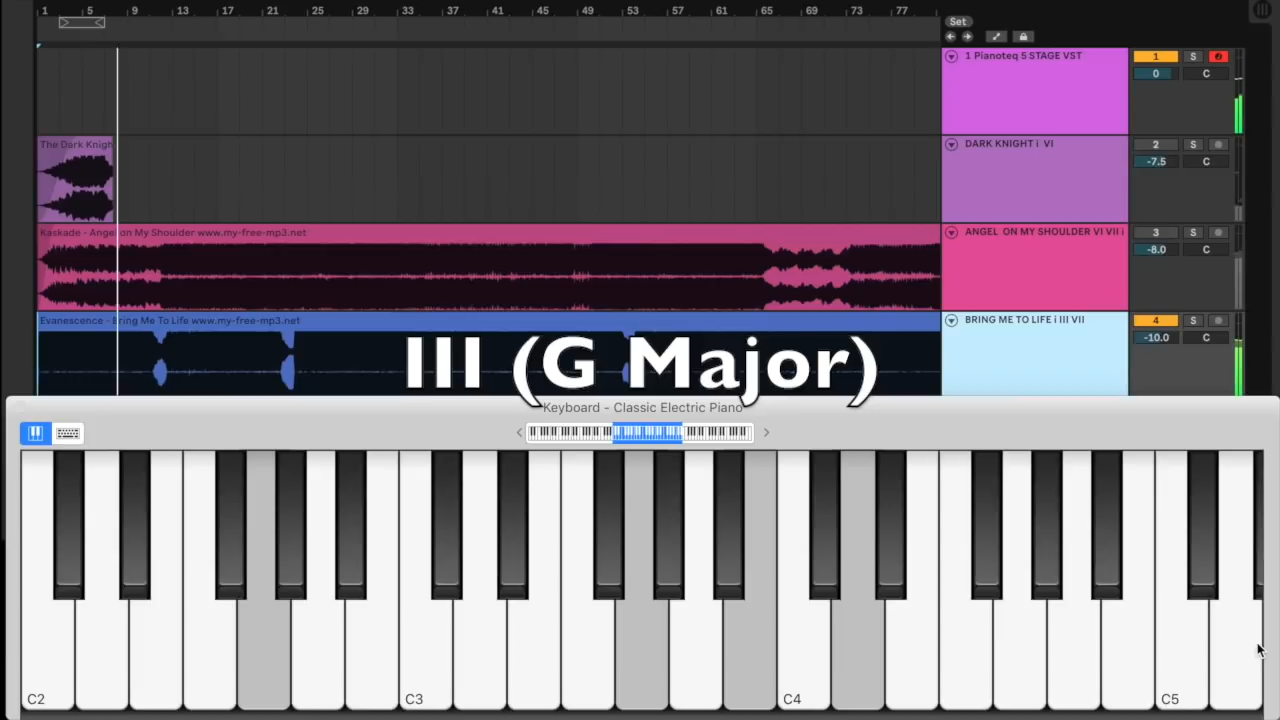 1 5 9 13 17 21 25 29 33 37 41 45 49 53 57 61 65 69 73 77
Set
1 Pianoteq 5 STAGE VST 1 S
0 C
The Dark Knigh DARK KNIGHT i VI 2 S
-7.5 C
Kaskade - Angel on My Shoulder www.my-free-mp3.net ANGEL ON MY SHOULDER VI VII i 3 S
-8.0 C
Evanescence - Bring Me To Life www.my-free-mp3.net BRING ME TO LIFE i III VII 4 S
-10.0 C
III (G Major)
Keyboard - Classic Electric Piano
C2 C3 C4 C5